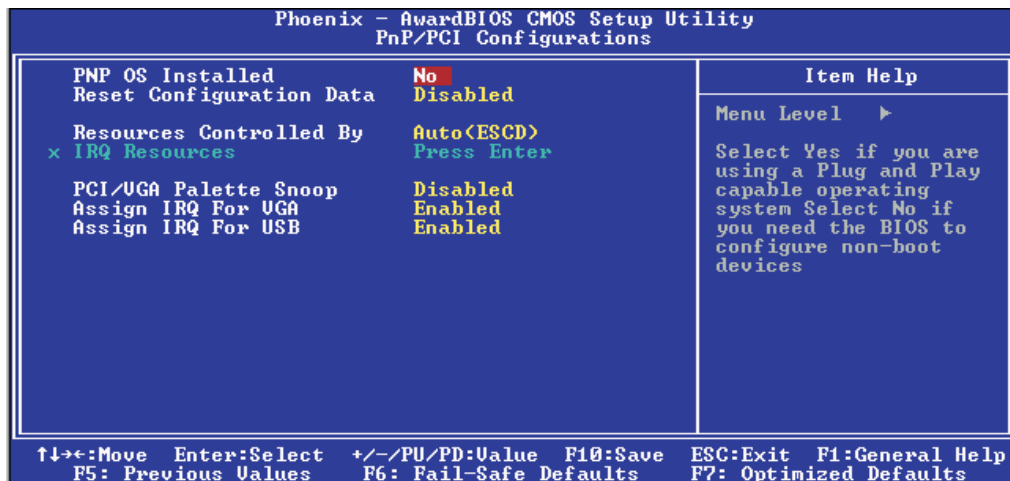 Phoenix - AwardBIOS CMOS Setup Utility
PnP/PCI Configurations
PNP OS Installed No
Reset Configuration Data Disabled
Resources Controlled By Auto(ESCD)
x IRQ Resources Press Enter
PCI/VGA Palette Snoop Disabled
Assign IRQ For VGA Enabled
Assign IRQ For USB Enabled
Item Help
Menu Level ►
Select Yes if you are
using a Plug and Play
capable operating
system Select No if
you need the BIOS to
configure non-boot
devices
↑↓→←:Move Enter:Select +/-/PU/PD:Value F10:Save ESC:Exit F1:General Help
F5: Previous Values F6: Fail-Safe Defaults F7: Optimized Defaults